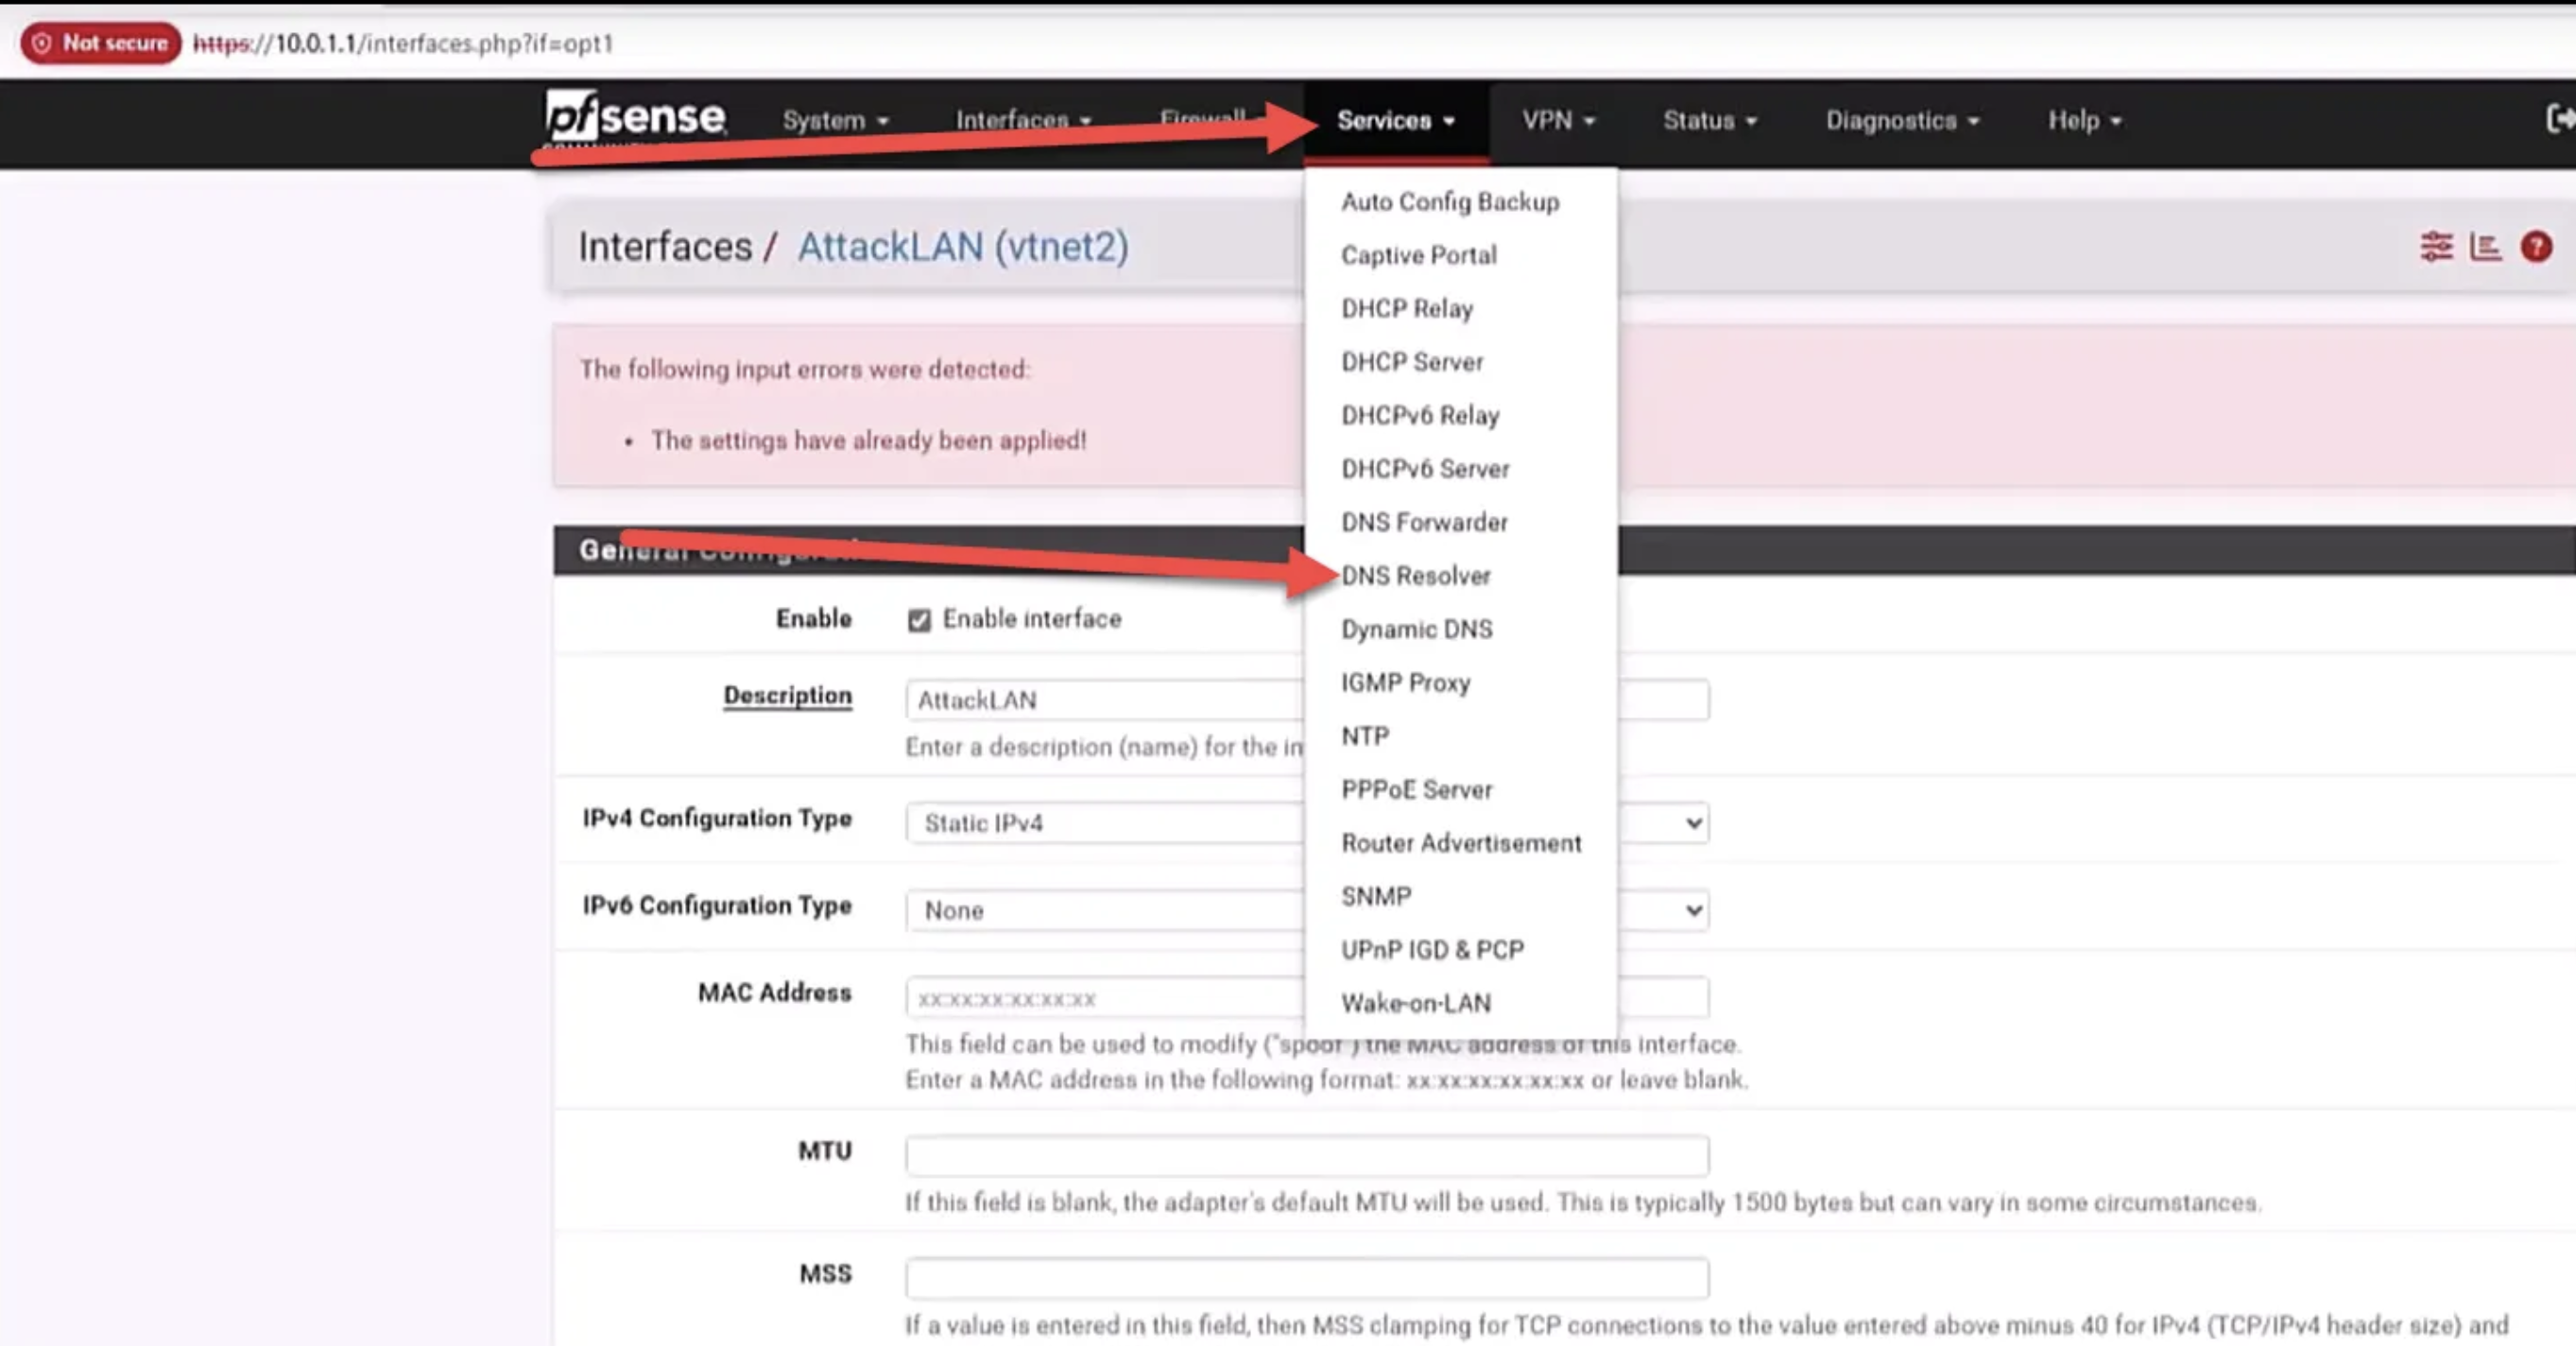 Not secure https://10.0.1.1/interfaces.php?if=opt1
pfsense System Interfaces Firewall Services VPN Status Diagnostics Help
Interfaces / AttackLAN (vtnet2)
The following input errors were detected:
• The settings have already been applied!
Auto Config Backup
Captive Portal
DHCP Relay
DHCP Server
DHCPv6 Relay
DHCPv6 Server
DNS Forwarder
DNS Resolver
Dynamic DNS
IGMP Proxy
NTP
PPPoE Server
Router Advertisement
SNMP
UPnP IGD & PCP
Wake-on-LAN
General
Enable Enable interface
Description AttackLAN
Enter a description (name) for the in
IPv4 Configuration Type Static IPv4
IPv6 Configuration Type None
MAC Address xx:xx:xx:xx:xx:xx
This field can be used to modify ("spoof") the MAC address of this interface.
Enter a MAC address in the following format: xx:xx:xx:xx:xx:xx or leave blank.
MTU
If this field is blank, the adapter's default MTU will be used. This is typically 1500 bytes but can vary in some circumstances.
MSS
If a value is entered in this field, then MSS clamping for TCP connections to the value entered above minus 40 for IPv4 (TCP/IPv4 header size) and